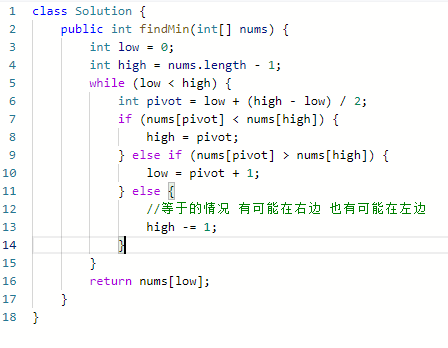 1 class Solution {
2     public int findMin(int[] nums) {
3         int low = 0;
4         int high = nums.length - 1;
5         while (low < high) {
6             int pivot = low + (high - low) / 2;
7             if (nums[pivot] < nums[high]) {
8                 high = pivot;
9             } else if (nums[pivot] > nums[high]) {
10                 low = pivot + 1;
11             } else {
12                 //等于的情况 有可能在右边 也有可能在左边
13                 high -= 1;
14             }
15         }
16         return nums[low];
17     }
18 }